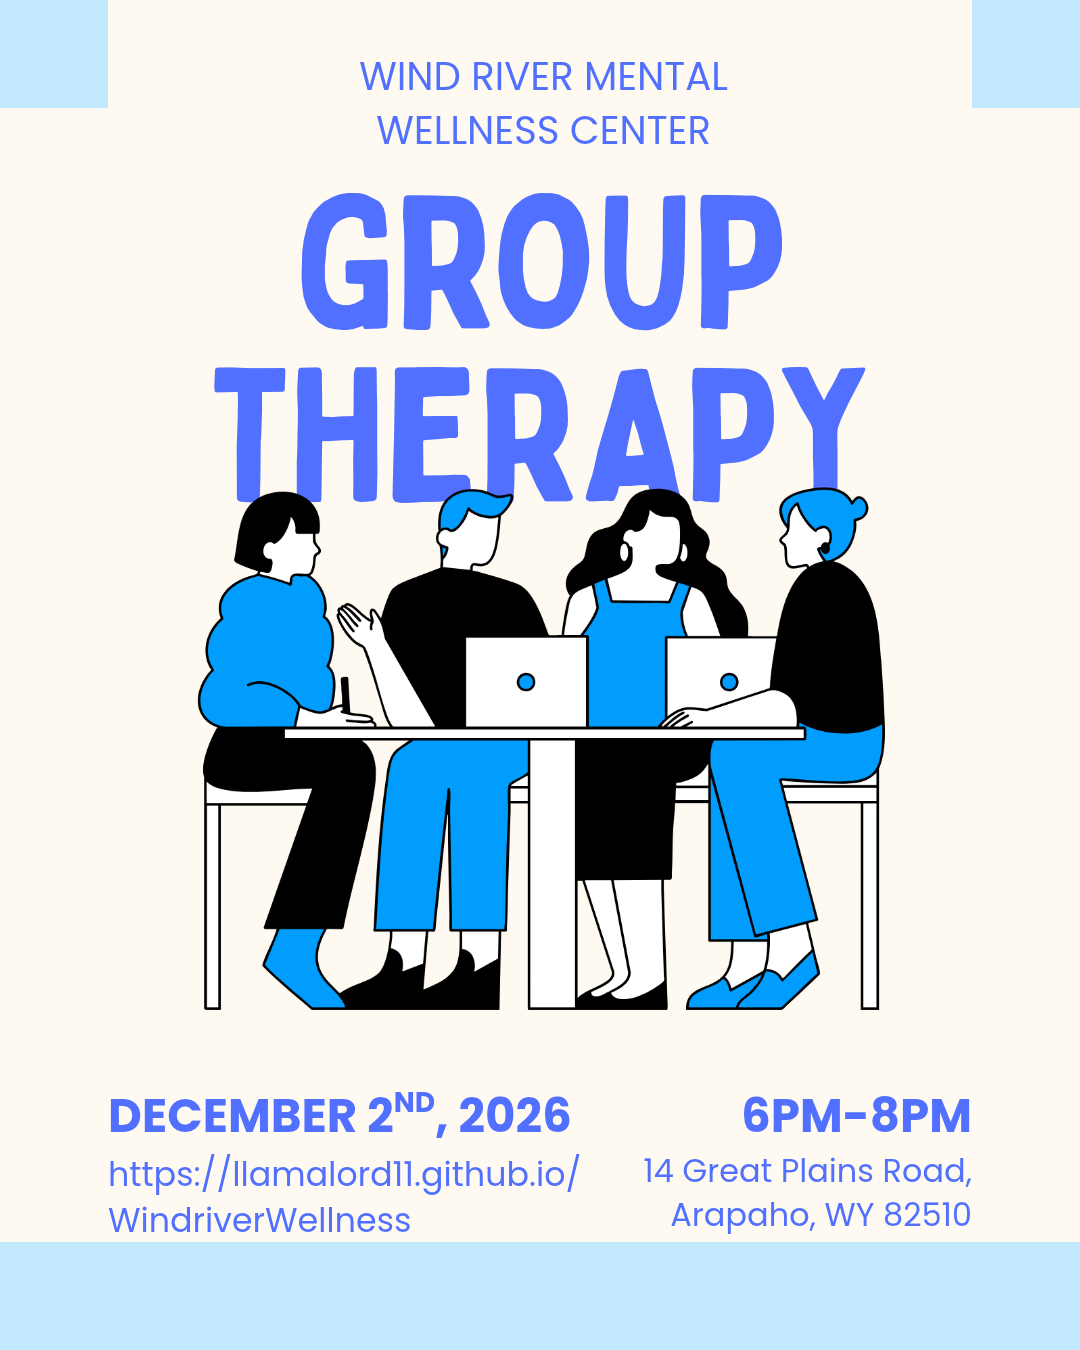 WIND RIVER MENTAL
WELLNESS CENTER
GROUP
THERAPY
DECEMBER 2ND, 2026
https://llamalord11.github.io/
WindriverWellness
6PM–8PM
14 Great Plains Road,
Arapaho, WY 82510